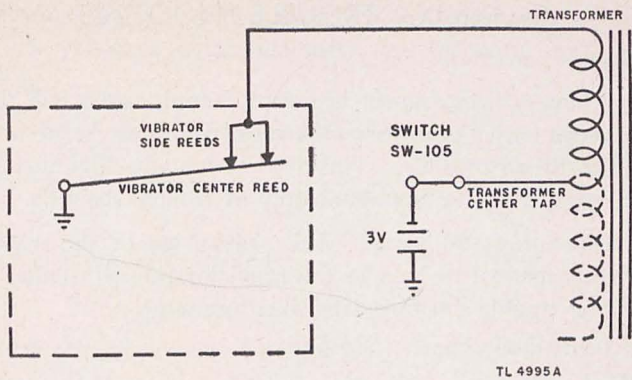 TRANSFORMER
VIBRATOR
SIDE REEDS
SWITCH
SW-105
VIBRATOR CENTER REED
TRANSFORMER
CENTER TAP
3V
TL 4995A